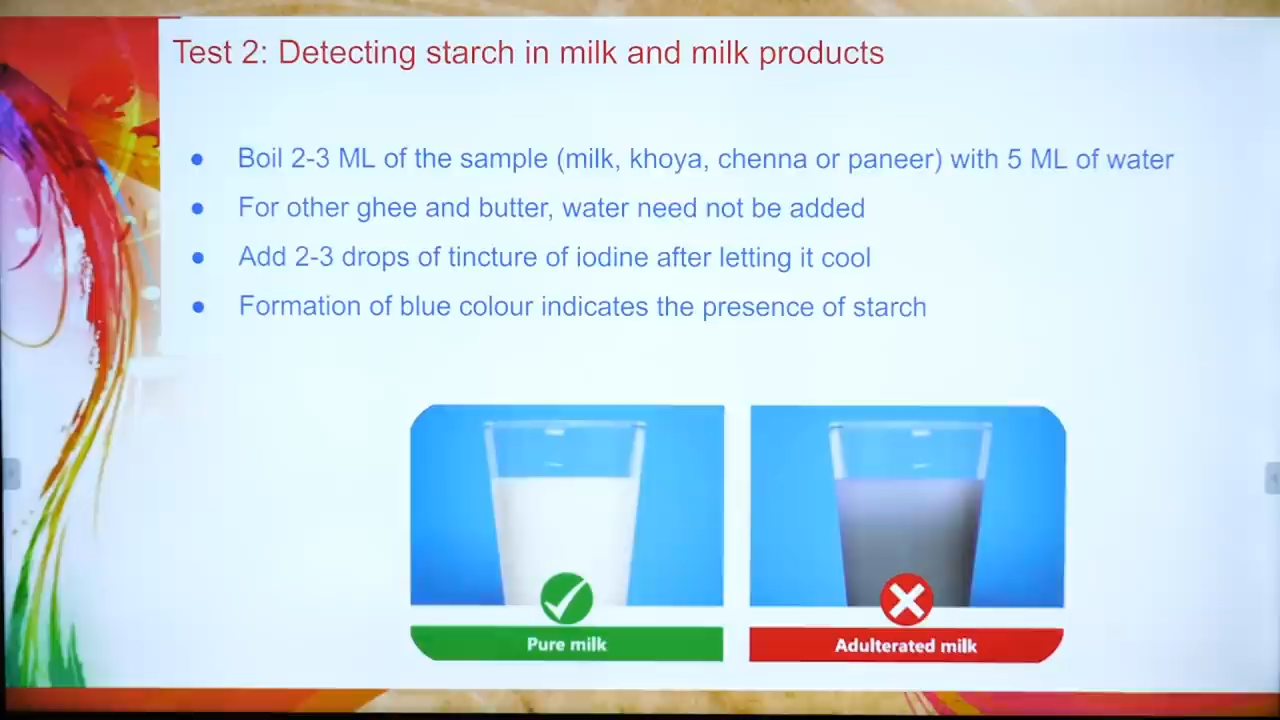 Test 2: Detecting starch in milk and milk products
● Boil 2-3 ML of the sample (milk, khoya, chenna or paneer) with 5 ML of water
● For other ghee and butter, water need not be added
● Add 2-3 drops of tincture of iodine after letting it cool
● Formation of blue colour indicates the presence of starch
Pure milk
Adulterated milk